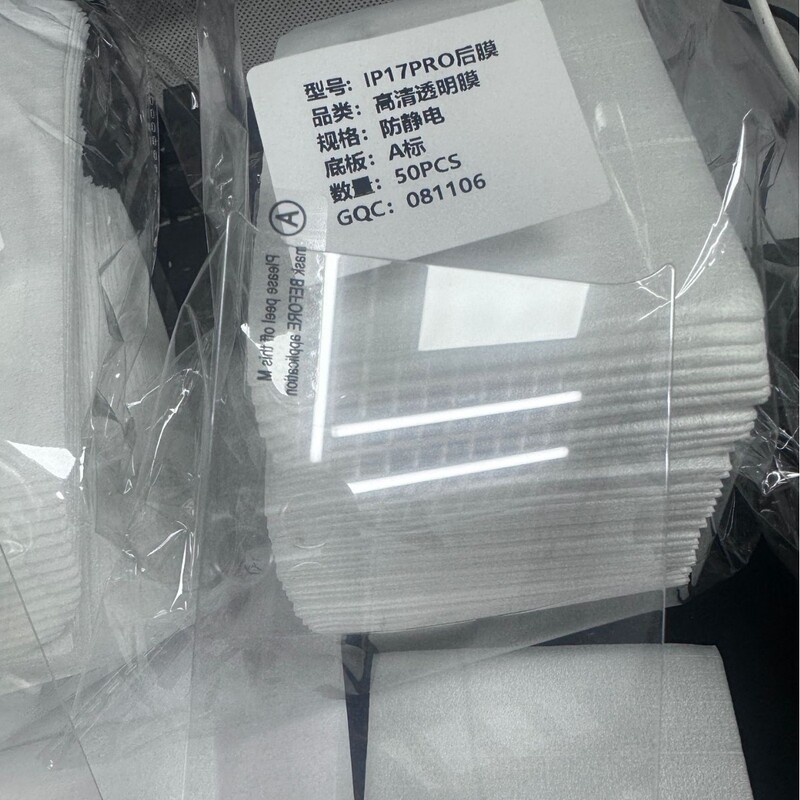 型号：IP17PRO后膜
品类：高清透明膜
规格：防静电
底板：A标
数量：50PCS
GQC：081106
A
mask BEFORE application
Please peel off this M